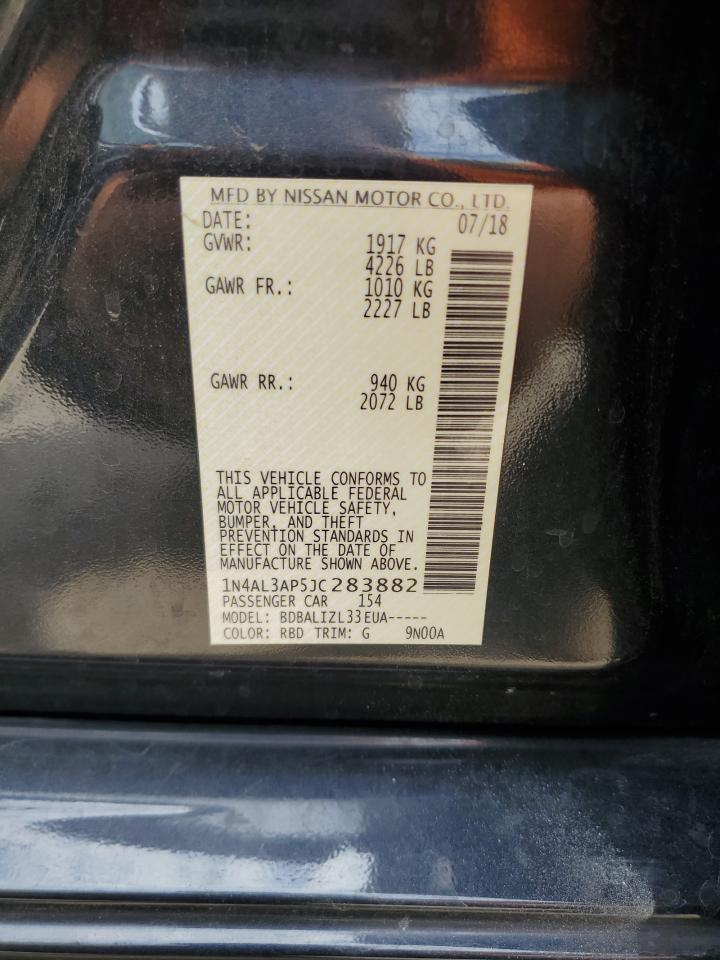 MFD BY NISSAN MOTOR CO., LTD.
DATE: 07/18
GVWR: 1917 KG
4226 LB
GAWR FR.: 1010 KG
2227 LB
GAWR RR.: 940 KG
2072 LB
THIS VEHICLE CONFORMS TO
ALL APPLICABLE FEDERAL
MOTOR VEHICLE SAFETY,
BUMPER, AND THEFT
PREVENTION STANDARDS IN
EFFECT ON THE DATE OF
MANUFACTURE SHOWN ABOVE.
1N4AL3AP5JC283882
PASSENGER CAR 154
MODEL: BDBALIZL33EUA-----
COLOR: RBD TRIM: G 9N00A